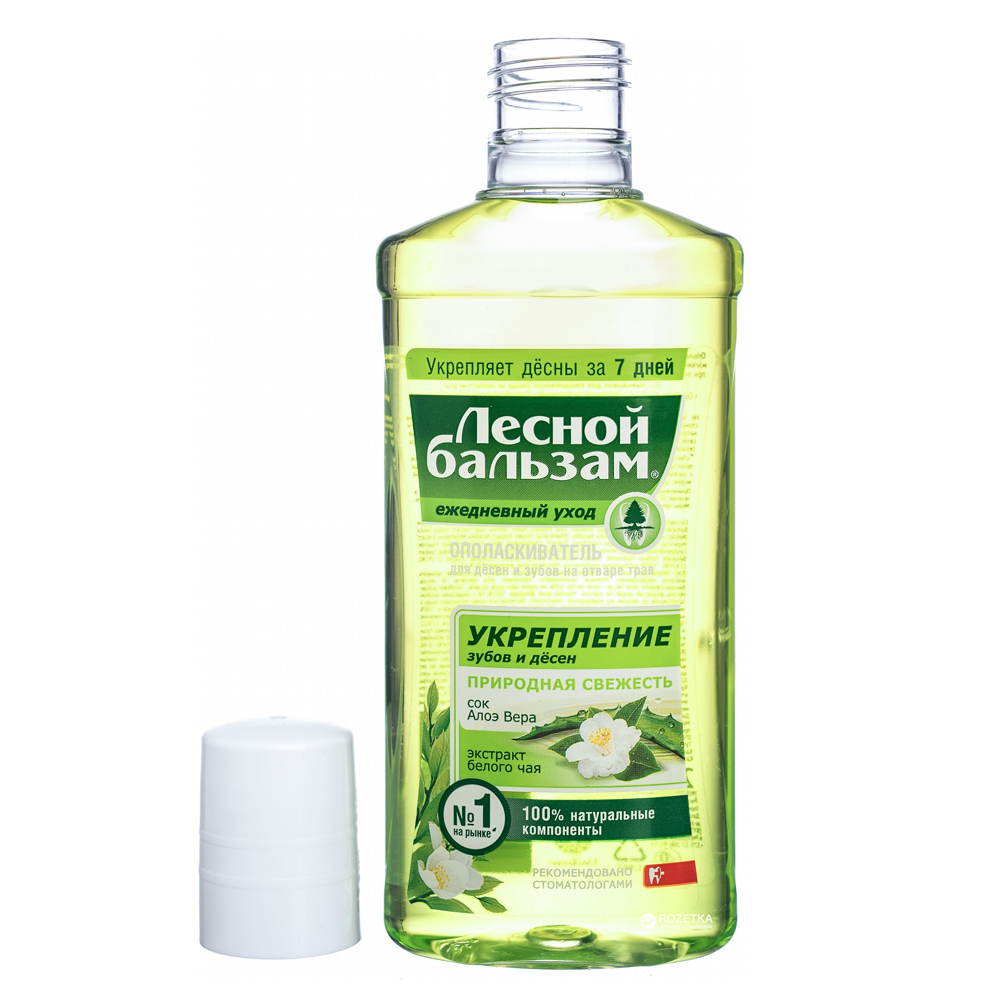 Укрепляет дёсны за 7 дней
Лесной
бальзам®
ежедневный уход
ОПОЛАСКИВАТЕЛЬ
для дёсен и зубов на отваре трав
УКРЕПЛЕНИЕ
зубов и дёсен
ПРИРОДНАЯ СВЕЖЕСТЬ
сок
Алоэ Вера
экстракт
белого чая
№1
на рынке
100% натуральные
компоненты
РЕКОМЕНДОВАНО
СТОМАТОЛОГАМИ
ROZETKA